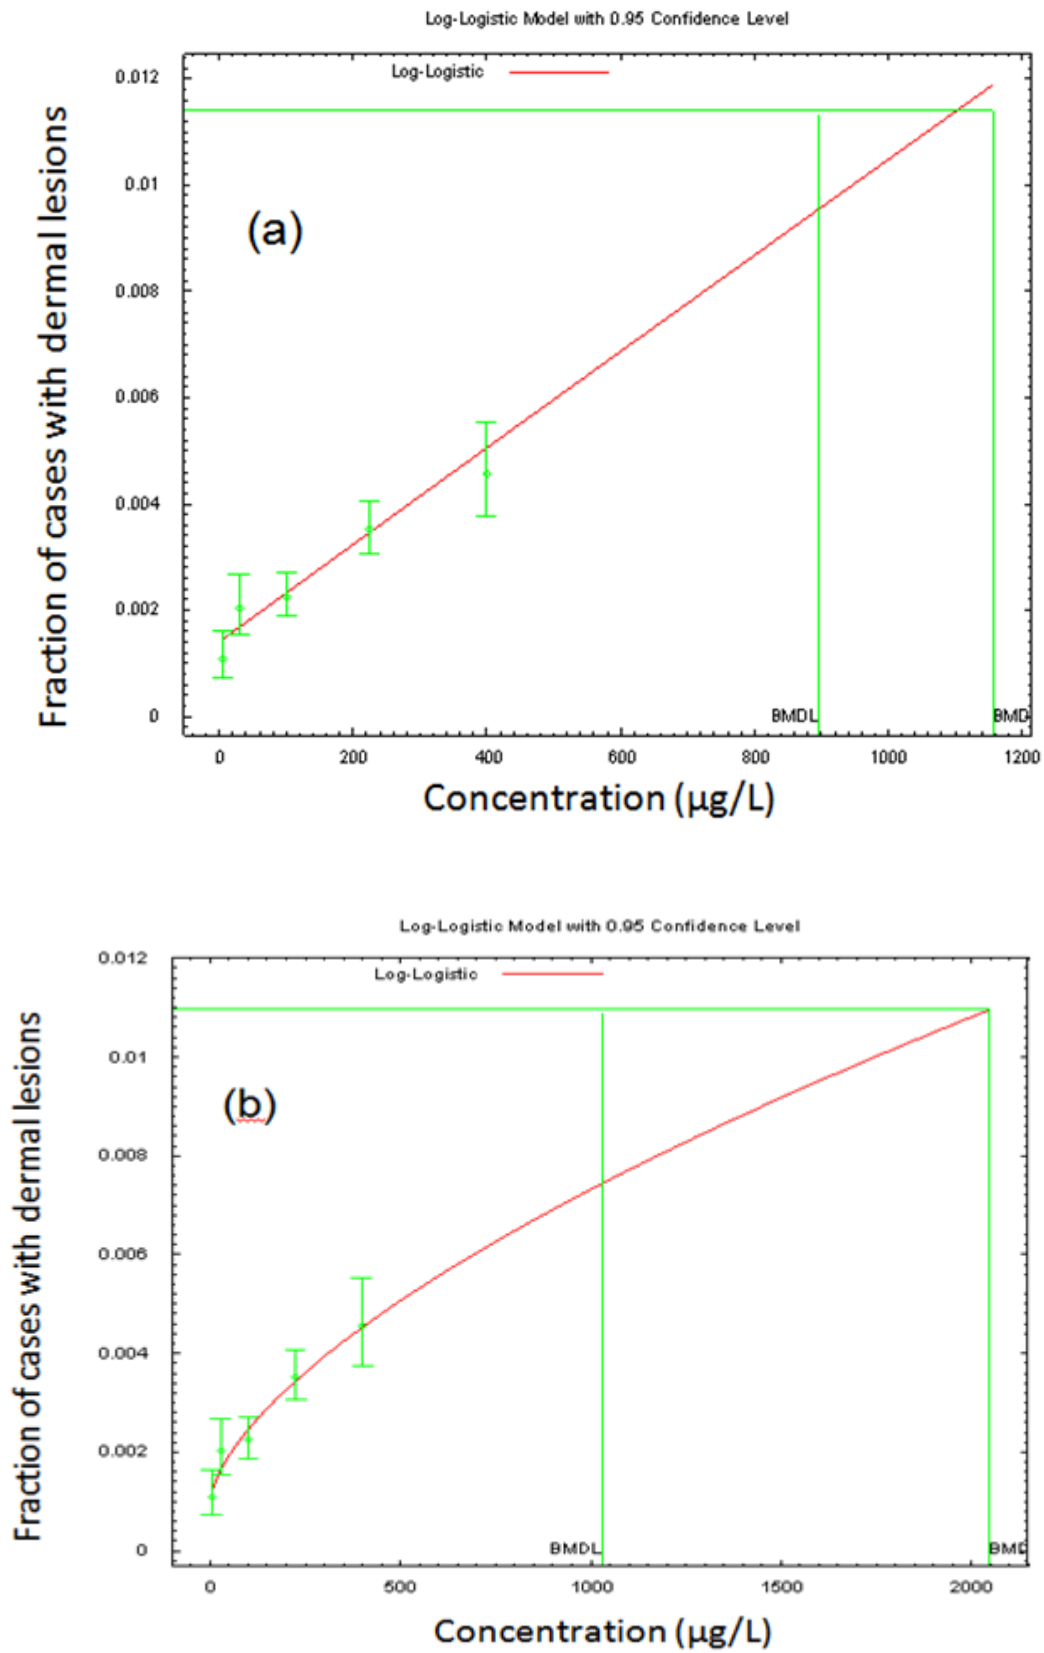 Log-Logistic Model with 0.95 Confidence Level
Log-Logistic
0.012
0.01
0.008
0.006
0.004
0.002
0
(a)
Fraction of cases with dermal lesions
BMDL
BMD
0 200 400 600 800 1000 1200
Concentration (µg/L)
Log-Logistic Model with 0.95 Confidence Level
Log-Logistic
0.012
0.01
0.008
0.006
0.004
0.002
0
(b)
Fraction of cases with dermal lesions
BMDL
BMD
0 500 1000 1500 2000
Concentration (µg/L)